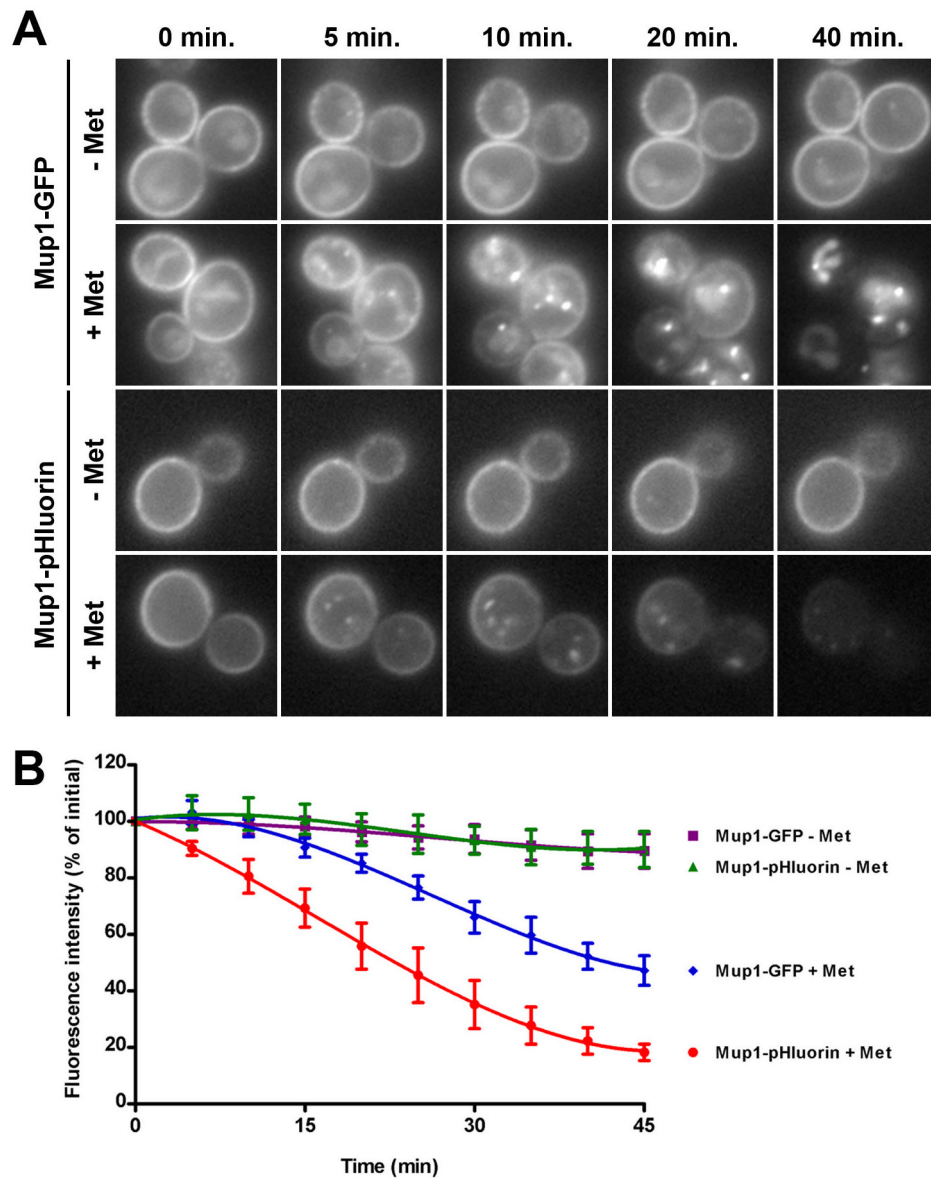 A
0 min. 5 min. 10 min. 20 min. 40 min.
Mup1-GFP
- Met
+ Met
Mup1-pHluorin
- Met
+ Met
B
Fluorescence intensity (% of initial)
120
100
80
60
40
20
0
0 15 30 45
Time (min)
Mup1-GFP - Met
Mup1-pHluorin - Met
Mup1-GFP + Met
Mup1-pHluorin + Met